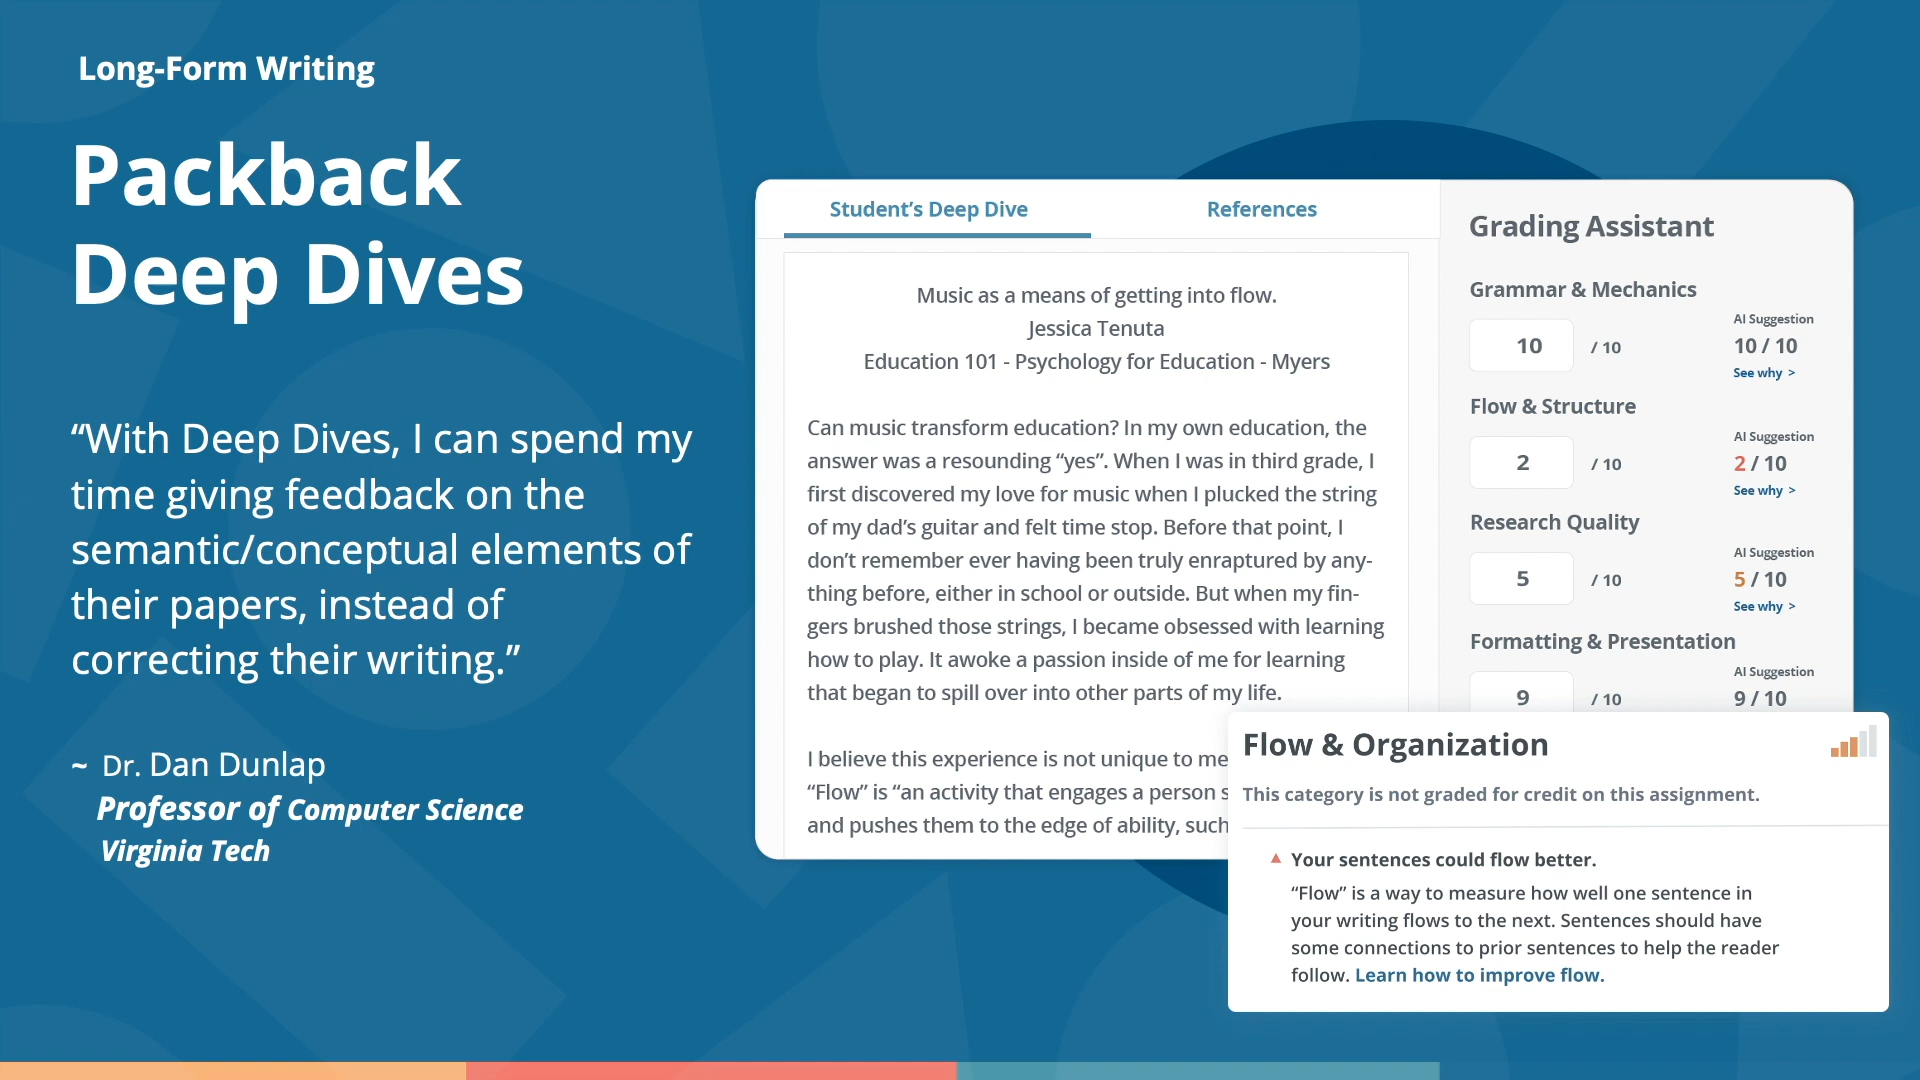 Long-Form Writing
Packback
Deep Dives
“With Deep Dives, I can spend my
time giving feedback on the
semantic/conceptual elements of
their papers, instead of
correcting their writing.”
~ Dr. Dan Dunlap
Professor of Computer Science
Virginia Tech
Student’s Deep Dive
References
Music as a means of getting into flow.
Jessica Tenuta
Education 101 - Psychology for Education - Myers
Can music transform education? In my own education, the
answer was a resounding “yes”. When I was in third grade, I
first discovered my love for music when I plucked the string
of my dad’s guitar and felt time stop. Before that point, I
don’t remember ever having been truly enraptured by any-
thing before, either in school or outside. But when my fin-
gers brushed those strings, I became obsessed with learning
how to play. It awoke a passion inside of me for learning
that began to spill over into other parts of my life.
I believe this experience is not unique to me
“Flow” is “an activity that engages a person s
and pushes them to the edge of ability, such
Grading Assistant
Grammar & Mechanics
AI Suggestion
10 / 10
10 / 10
See why >
Flow & Structure
AI Suggestion
2 / 10
2 / 10
See why >
Research Quality
AI Suggestion
5 / 10
5 / 10
See why >
Formatting & Presentation
AI Suggestion
9 / 10
9 / 10
Flow & Organization
This category is not graded for credit on this assignment.
Your sentences could flow better.
“Flow” is a way to measure how well one sentence in
your writing flows to the next. Sentences should have
some connections to prior sentences to help the reader
follow. Learn how to improve flow.